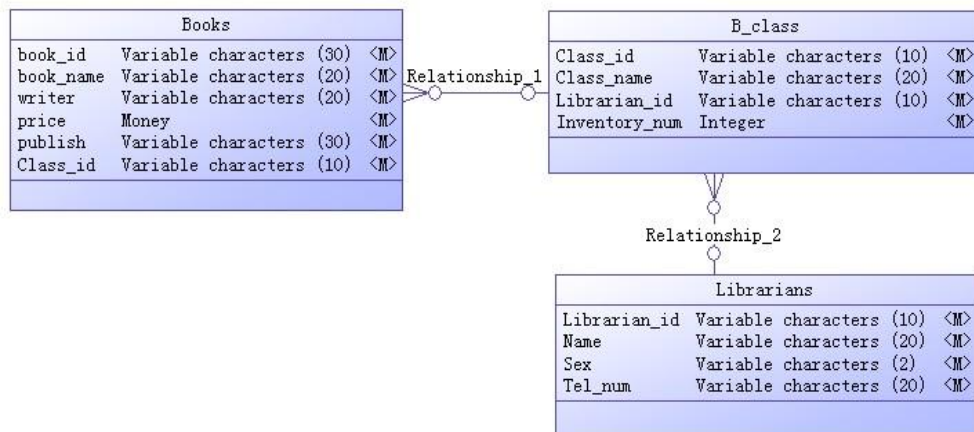 Books
book_id Variable characters (30) <M>
book_name Variable characters (20) <M>
writer Variable characters (20) <M>
price Money <M>
publish Variable characters (30) <M>
Class_id Variable characters (10) <M>
Relationship_1
B_class
Class_id Variable characters (10) <M>
Class_name Variable characters (20) <M>
Librarian_id Variable characters (10) <M>
Inventory_num Integer <M>
Relationship_2
Librarians
Librarian_id Variable characters (10) <M>
Name Variable characters (20) <M>
Sex Variable characters (2) <M>
Tel_num Variable characters (20) <M>